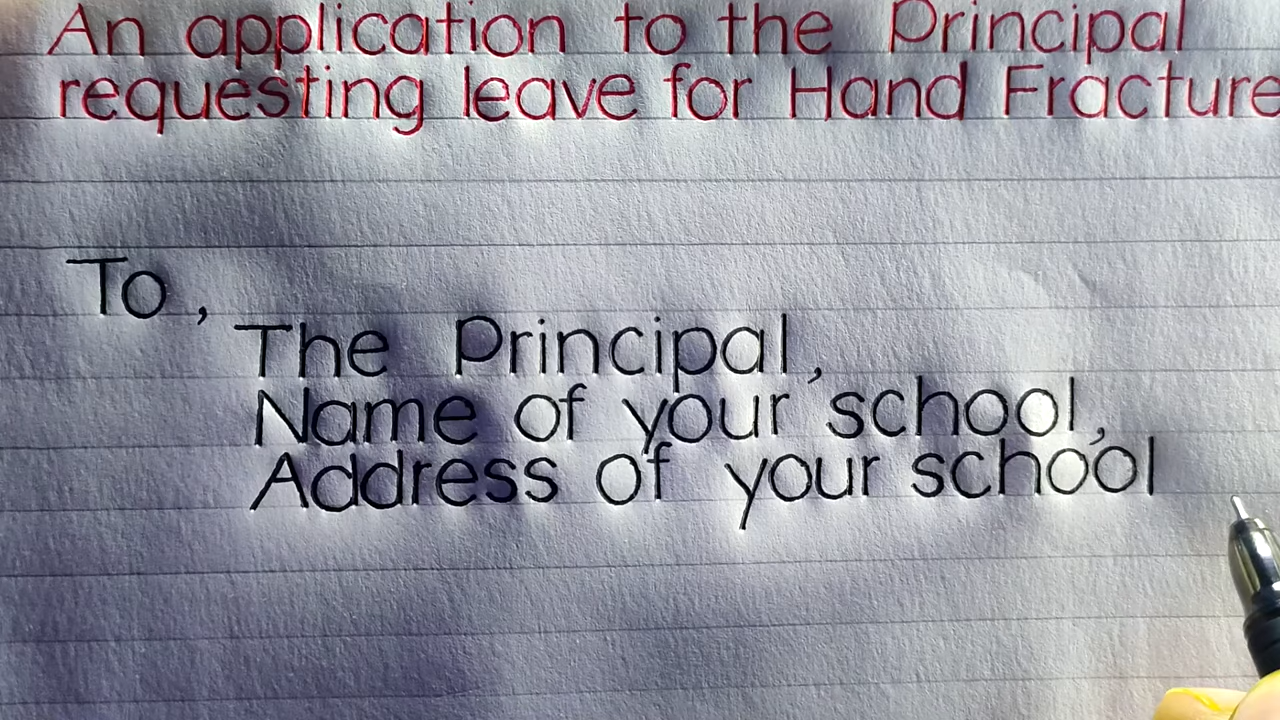 An application to the Principal
requesting leave for Hand Fracture
To,
The Principal,
Name of your school,
Address of your school